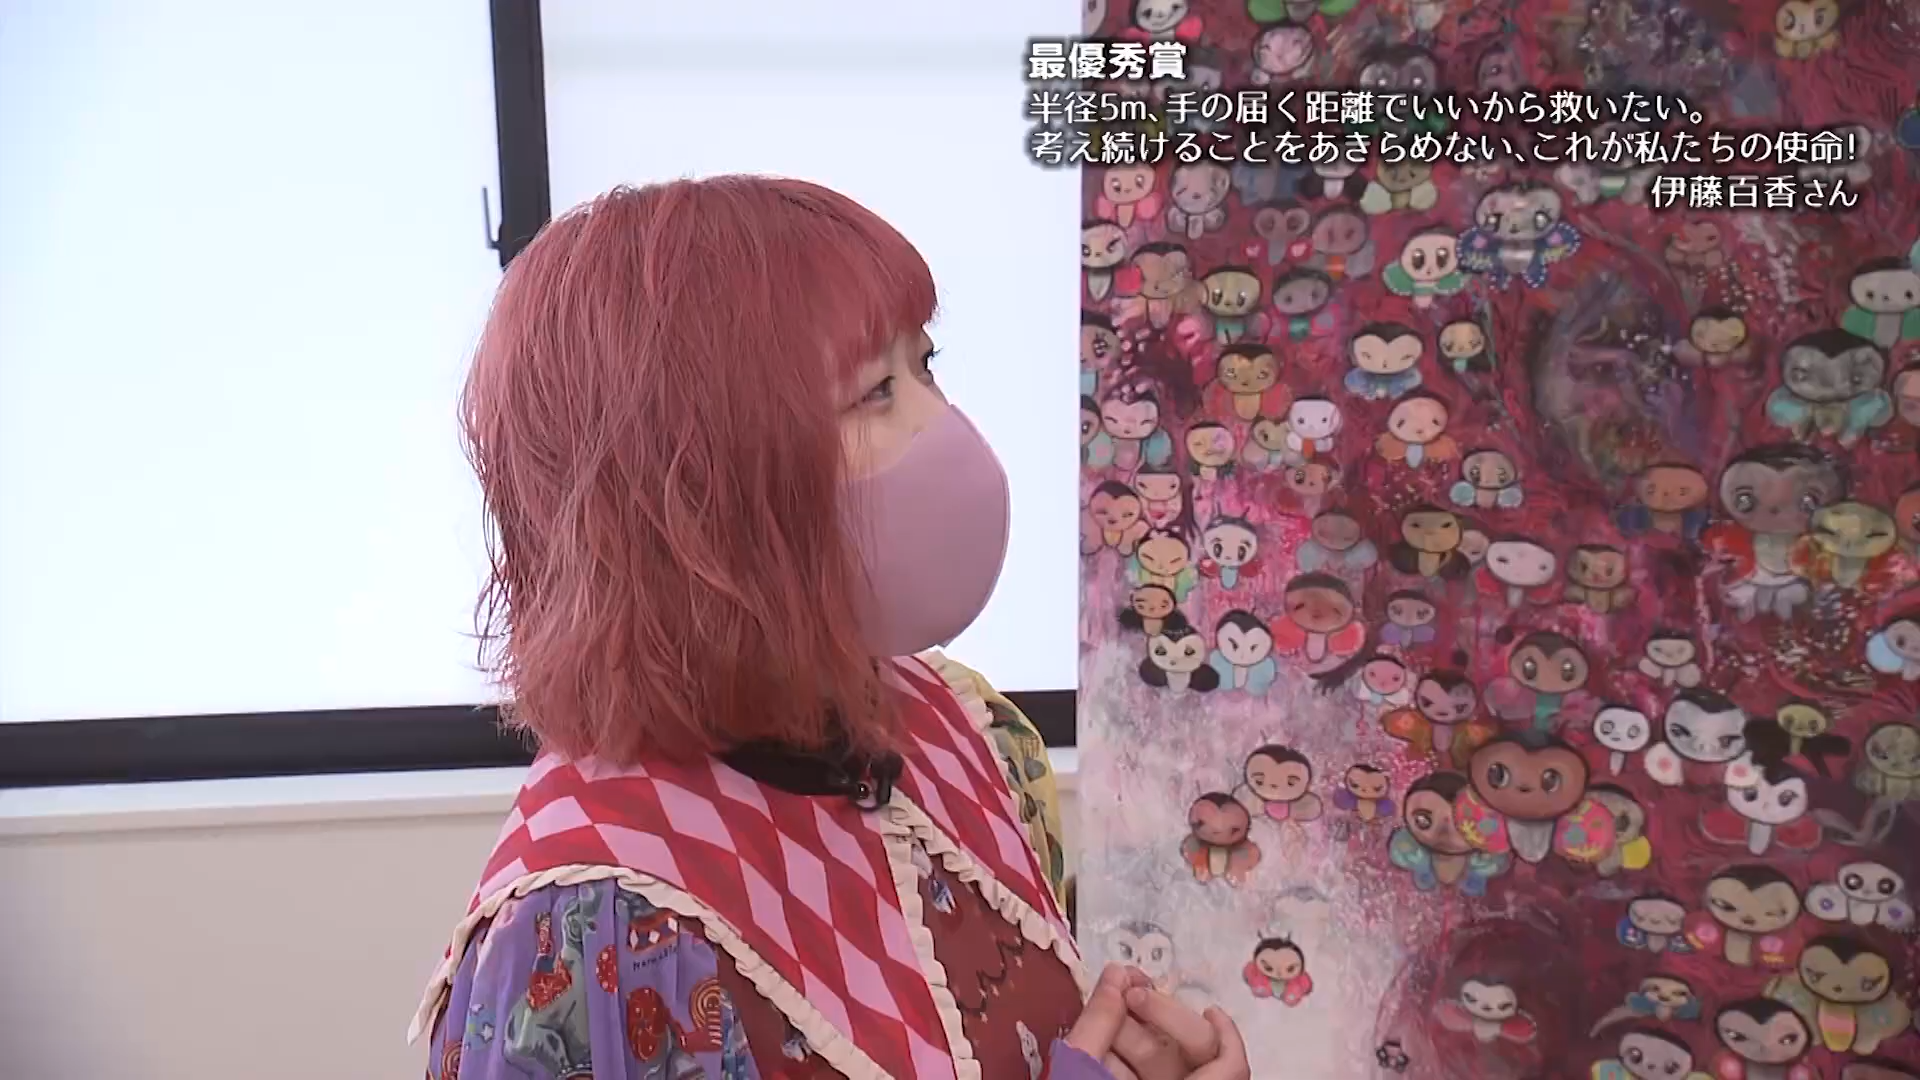 最優秀賞
半径5m、手の届く距離でいいから救いたい。
考え続けることをあきらめない、これが私たちの使命!
伊藤百香さん